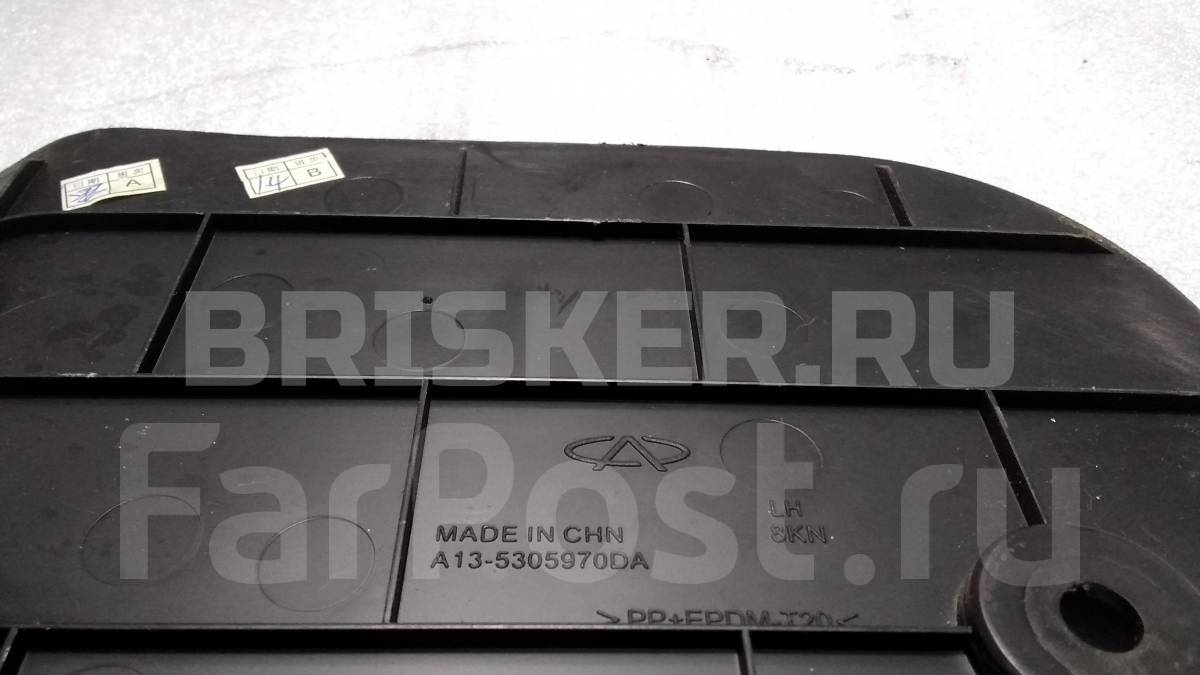 A
14
B
BRISKER.RU
FarPost.ru
LH
MADE IN CHN
8KN
A13-5305970DA
>PP+EPDM-T20<